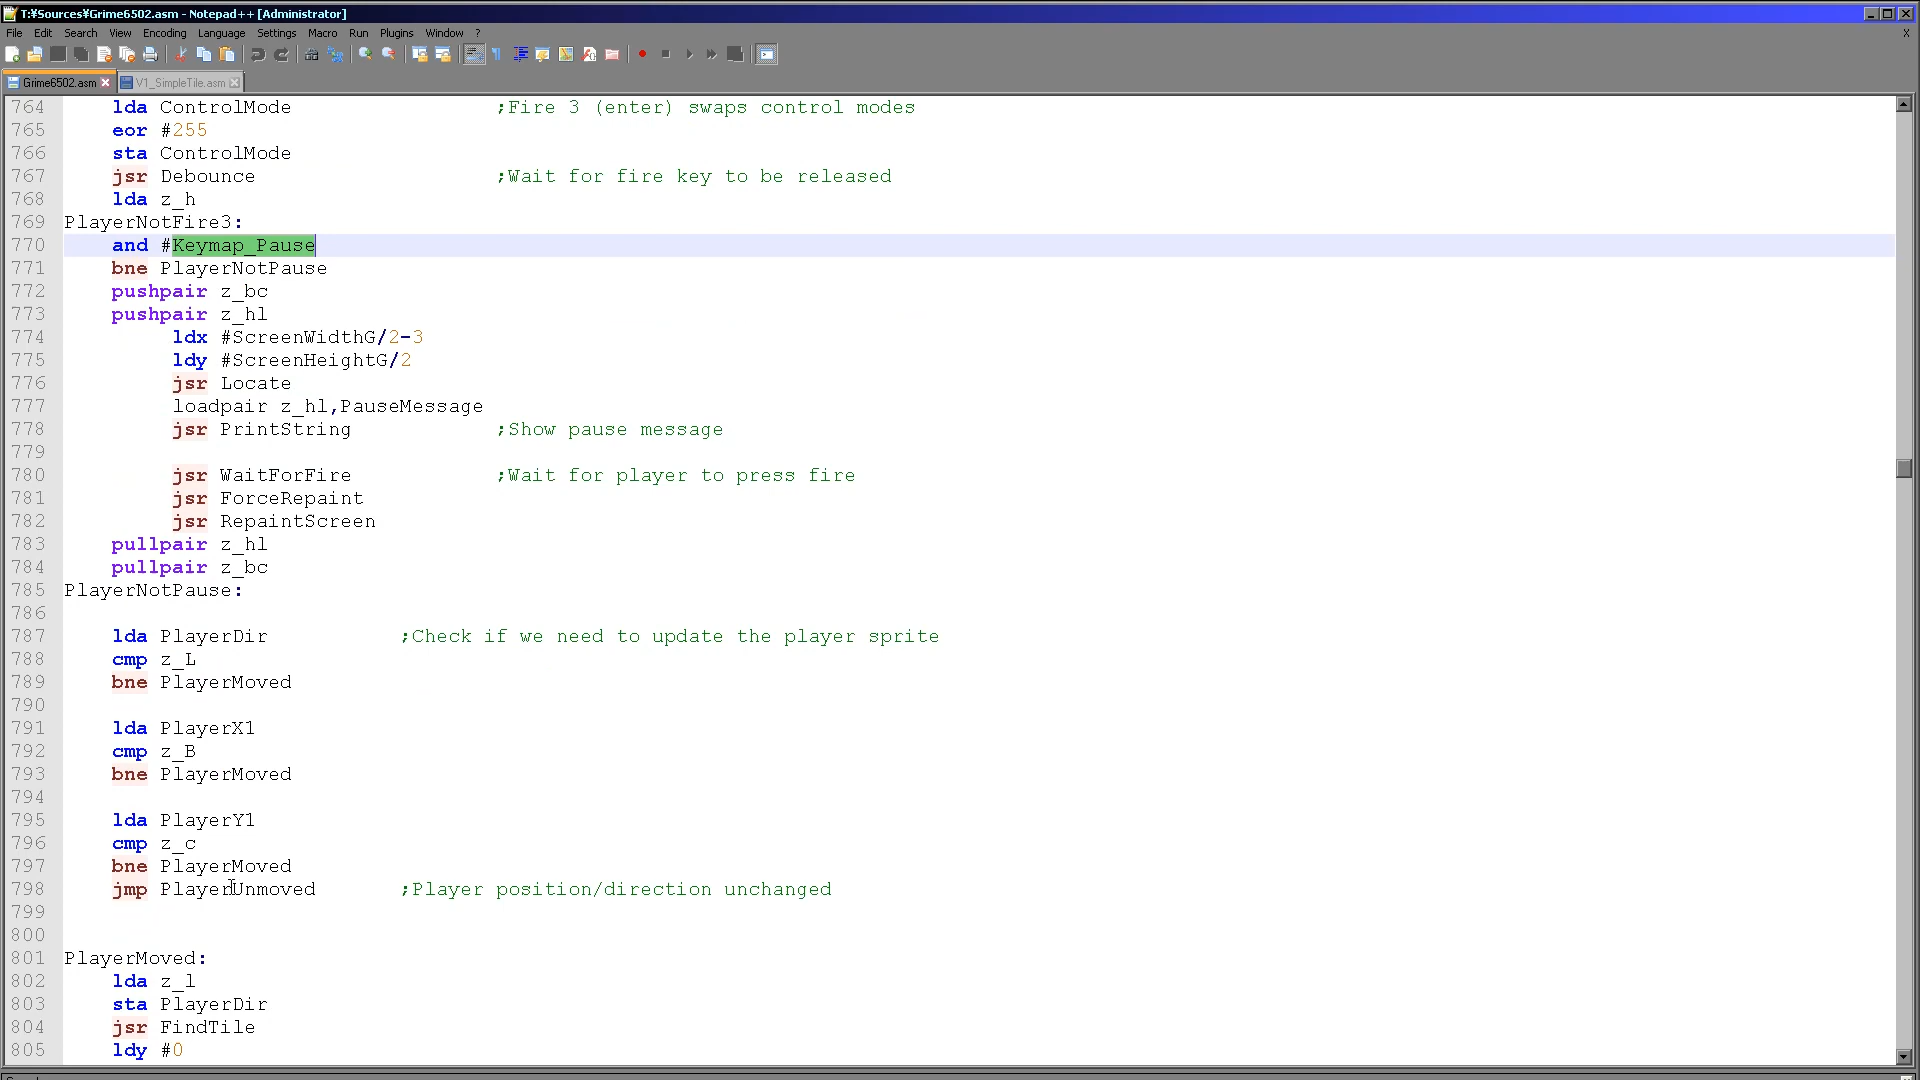 T:¥Sources¥Grime6502.asm - Notepad++ [Administrator]
File Edit Search View Encoding Language Settings Macro Run Plugins Window ? X
Grime6502.asm V1_SimpleTile.asm
764 lda ControlMode ;Fire 3 (enter) swaps control modes
765 eor #255
766 sta ControlMode
767 jsr Debounce ;Wait for fire key to be released
768 lda z_h
769 PlayerNotFire3:
770 and #Keymap_Pause
771 bne PlayerNotPause
772 pushpair z_bc
773 pushpair z_hl
774 ldx #ScreenWidthG/2-3
775 ldy #ScreenHeightG/2
776 jsr Locate
777 loadpair z_hl,PauseMessage
778 jsr PrintString ;Show pause message
779
780 jsr WaitForFire ;Wait for player to press fire
781 jsr ForceRepaint
782 jsr RepaintScreen
783 pullpair z_hl
784 pullpair z_bc
785 PlayerNotPause:
786
787 lda PlayerDir ;Check if we need to update the player sprite
788 cmp z_L
789 bne PlayerMoved
790
791 lda PlayerX1
792 cmp z_B
793 bne PlayerMoved
794
795 lda PlayerY1
796 cmp z_c
797 bne PlayerMoved
798 jmp PlayerUnmoved ;Player position/direction unchanged
799
800
801 PlayerMoved:
802 lda z_l
803 sta PlayerDir
804 jsr FindTile
805 ldy #0